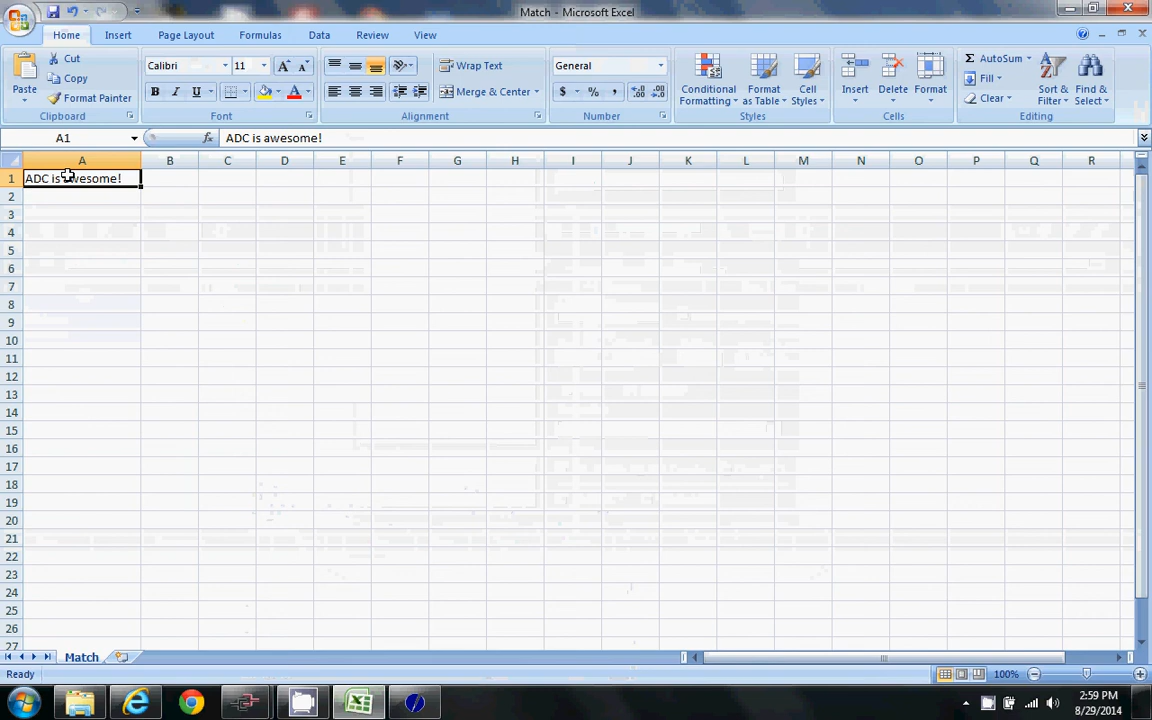 Match - Microsoft Excel
Home Insert Page Layout Formulas Data Review View
Paste
Cut
Copy
Format Painter
Clipboard
Calibri 11 A A
B I U A
Font
Wrap Text
Merge & Center
Alignment
General
$ % ,
Number
Conditional Formatting
Format as Table
Cell Styles
Styles
Insert Delete Format
Cells
AutoSum
Fill
Clear
Sort & Filter
Find & Select
Editing
A1 fx ADC is awesome!
A B C D E F G H I J K L M N O P Q R
1 ADC is awesome!
2
3
4
5
6
7
8
9
10
11
12
13
14
15
16
17
18
19
20
21
22
23
24
25
26
27
Match
Ready 100%
2:59 PM
8/29/2014